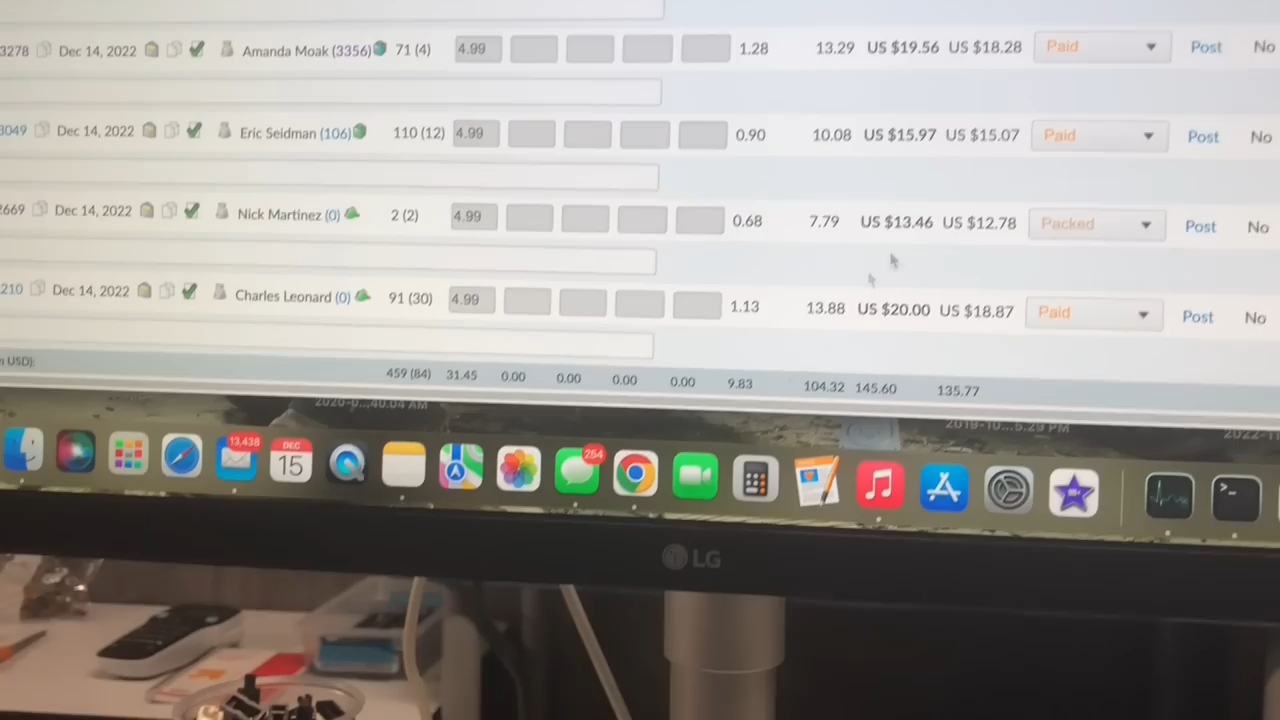 3278 Dec 14, 2022 Amanda Moak (3356) 71 (4) 4.99 1.28 13.29 US $19.56 US $18.28 Paid Post No
3049 Dec 14, 2022 Eric Seidman (106) 110 (12) 4.99 0.90 10.08 US $15.97 US $15.07 Paid Post No
2669 Dec 14, 2022 Nick Martinez (0) 2 (2) 4.99 0.68 7.79 US $13.46 US $12.78 Packed Post No
210 Dec 14, 2022 Charles Leonard (0) 91 (30) 4.99 1.13 13.88 US $20.00 US $18.87 Paid Post No
USD): 459 (84) 31.45 0.00 0.00 0.00 0.00 9.83 104.32 145.60 135.77
13,438 DEC 15 254
LG